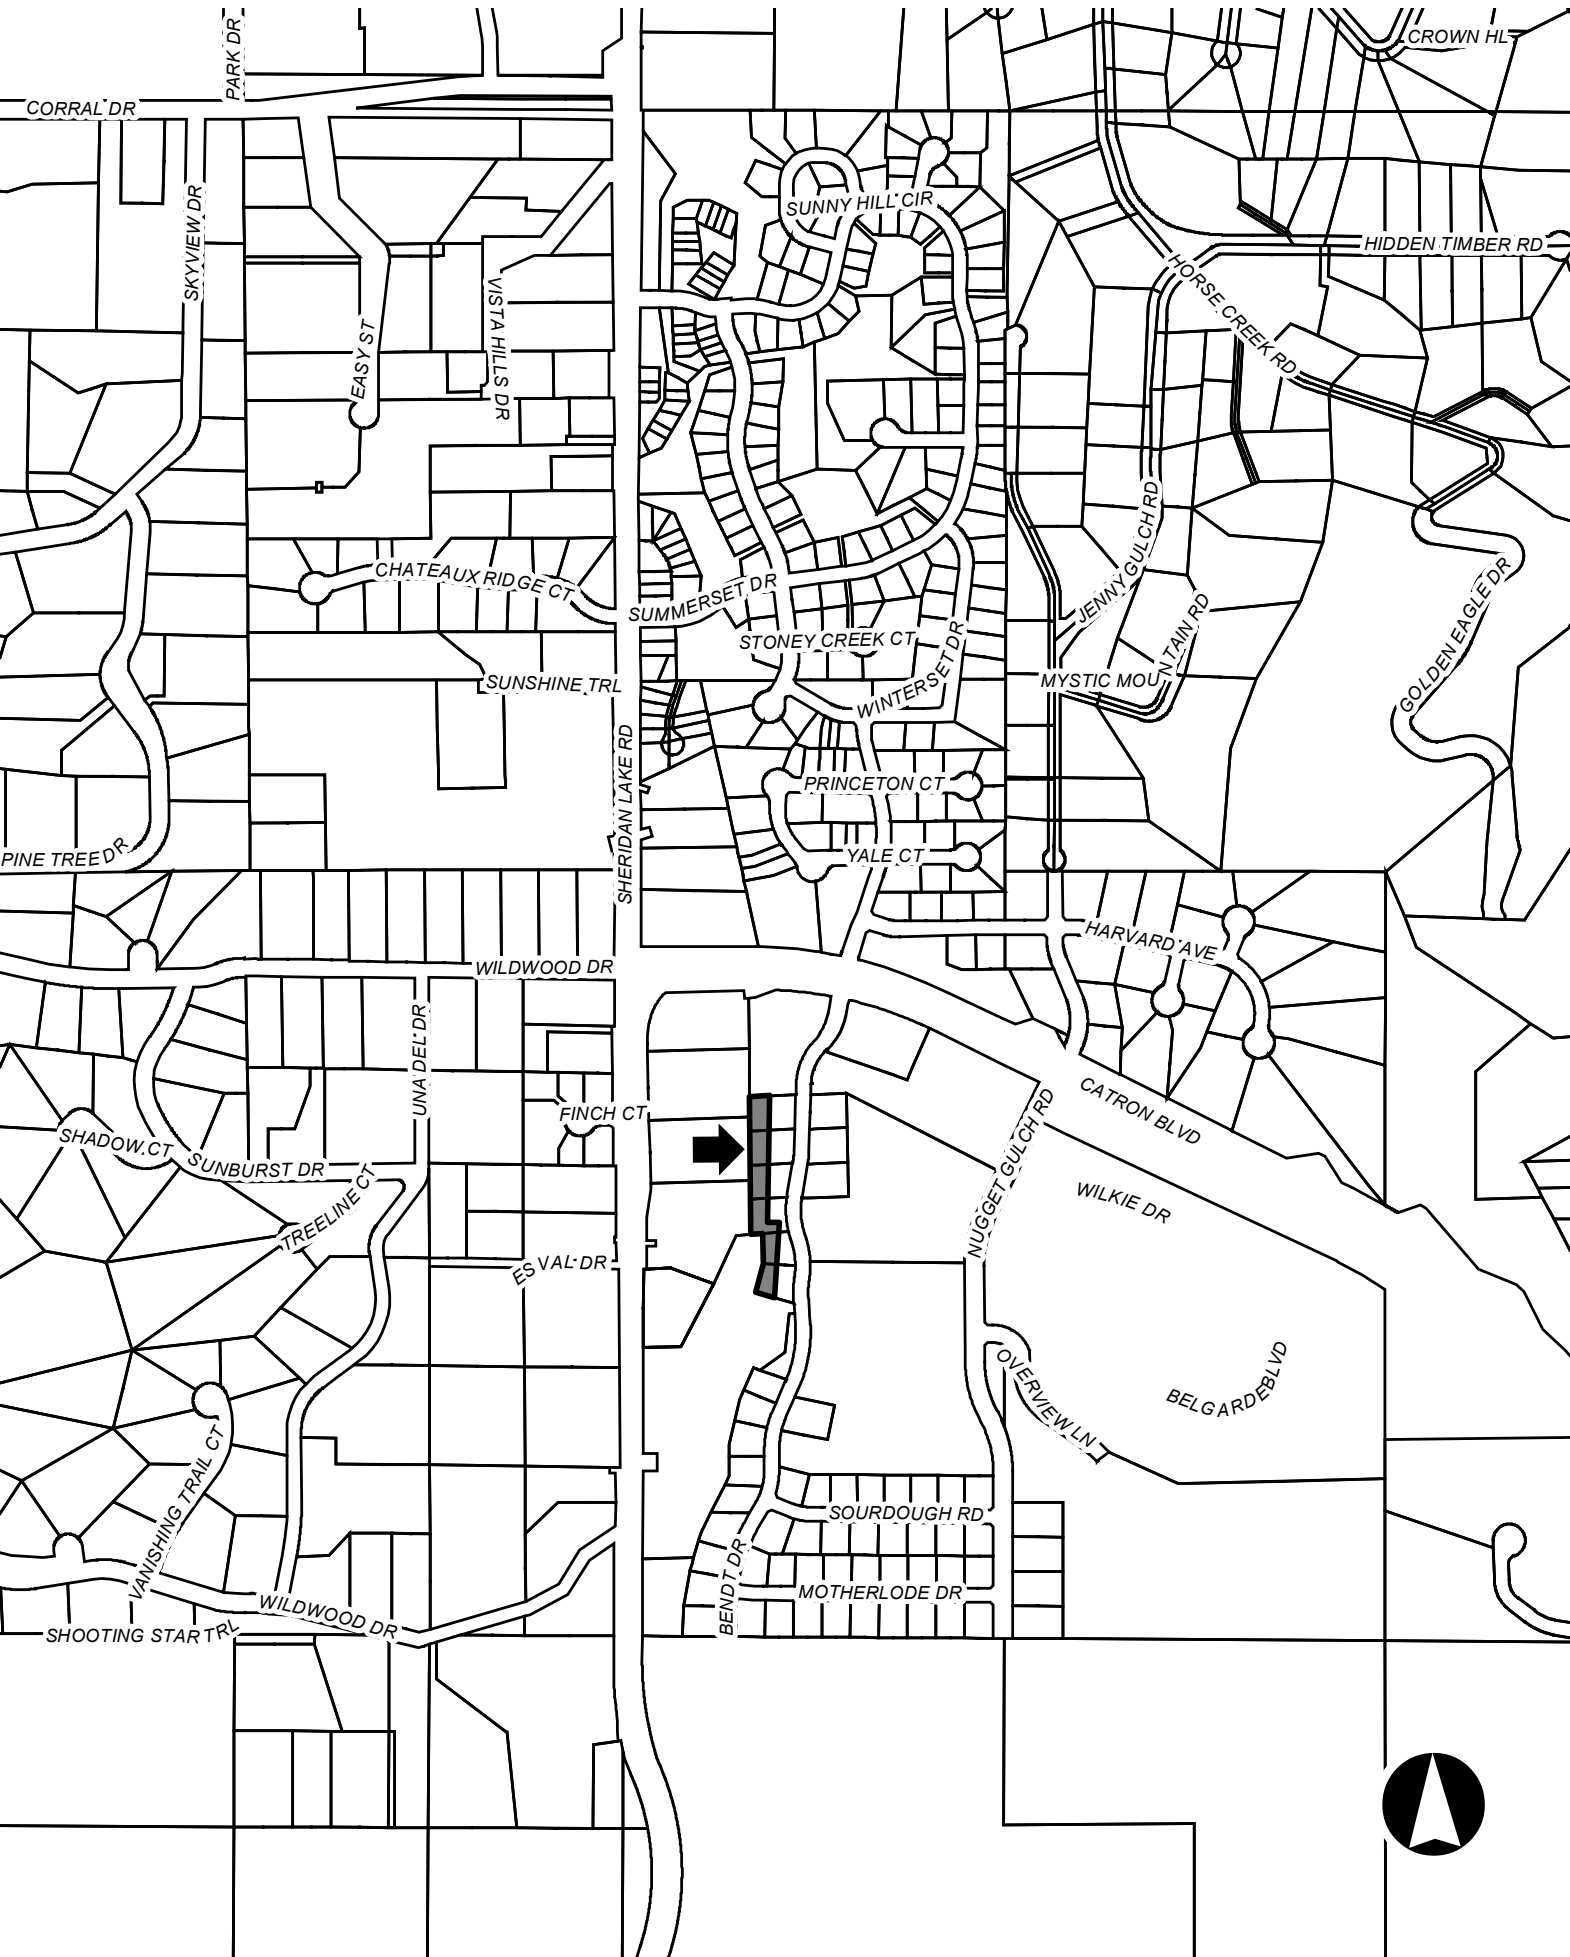 PARK DR
CROWN HL
CORRAL DR
SKYVIEW DR
SUNNY HILL CIR
HIDDEN TIMBER RD
HORSE CREEK RD
VISTA HILLS DR
EASY ST
JENNY GULCH RD
CHATEAUX RIDGE CT
SUMMERSET DR
GOLDEN EAGLE DR
STONEY CREEK CT
WINTERSET DR
MYSTIC MOUNTAIN RD
SUNSHINE TRL
SHERIDAN LAKE RD
PRINCETON CT
PINE TREE DR
YALE CT
HARVARD AVE
WILDWOOD DR
UNA DEL DR
FINCH CT
CATRON BLVD
SHADOW CT
SUNBURST DR
NUGGET GULCH RD
TREELINE CT
WILKIE DR
ES VAL DR
OVERVIEW LN
BELGARDE BLVD
VANISHING TRAIL CT
SOURDOUGH RD
BENDT DR
MOTHERLODE DR
WILDWOOD DR
SHOOTING STAR TRL